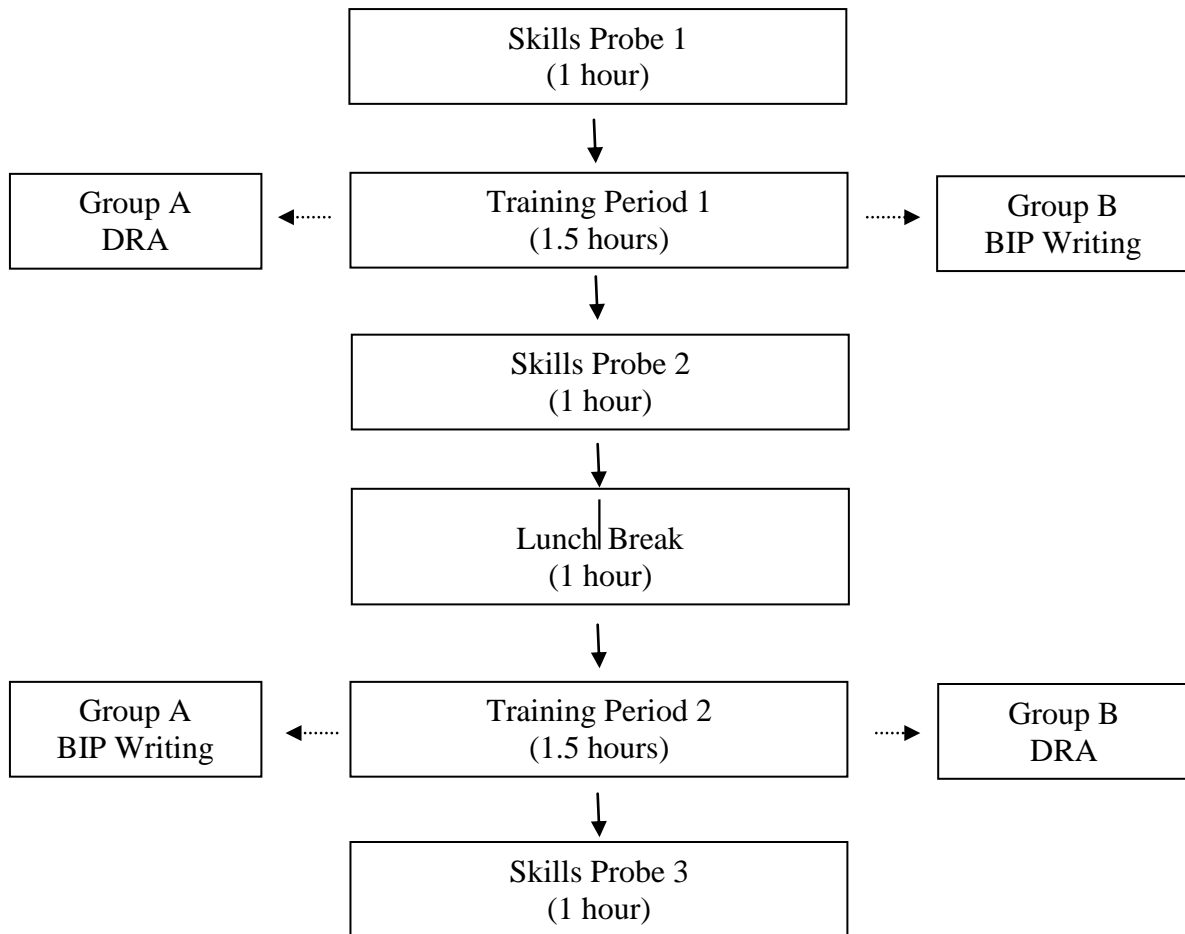 Skills Probe 1
(1 hour)
Group A
DRA
Training Period 1
(1.5 hours)
Group B
BIP Writing
Skills Probe 2
(1 hour)
Lunch Break
(1 hour)
Group A
BIP Writing
Training Period 2
(1.5 hours)
Group B
DRA
Skills Probe 3
(1 hour)